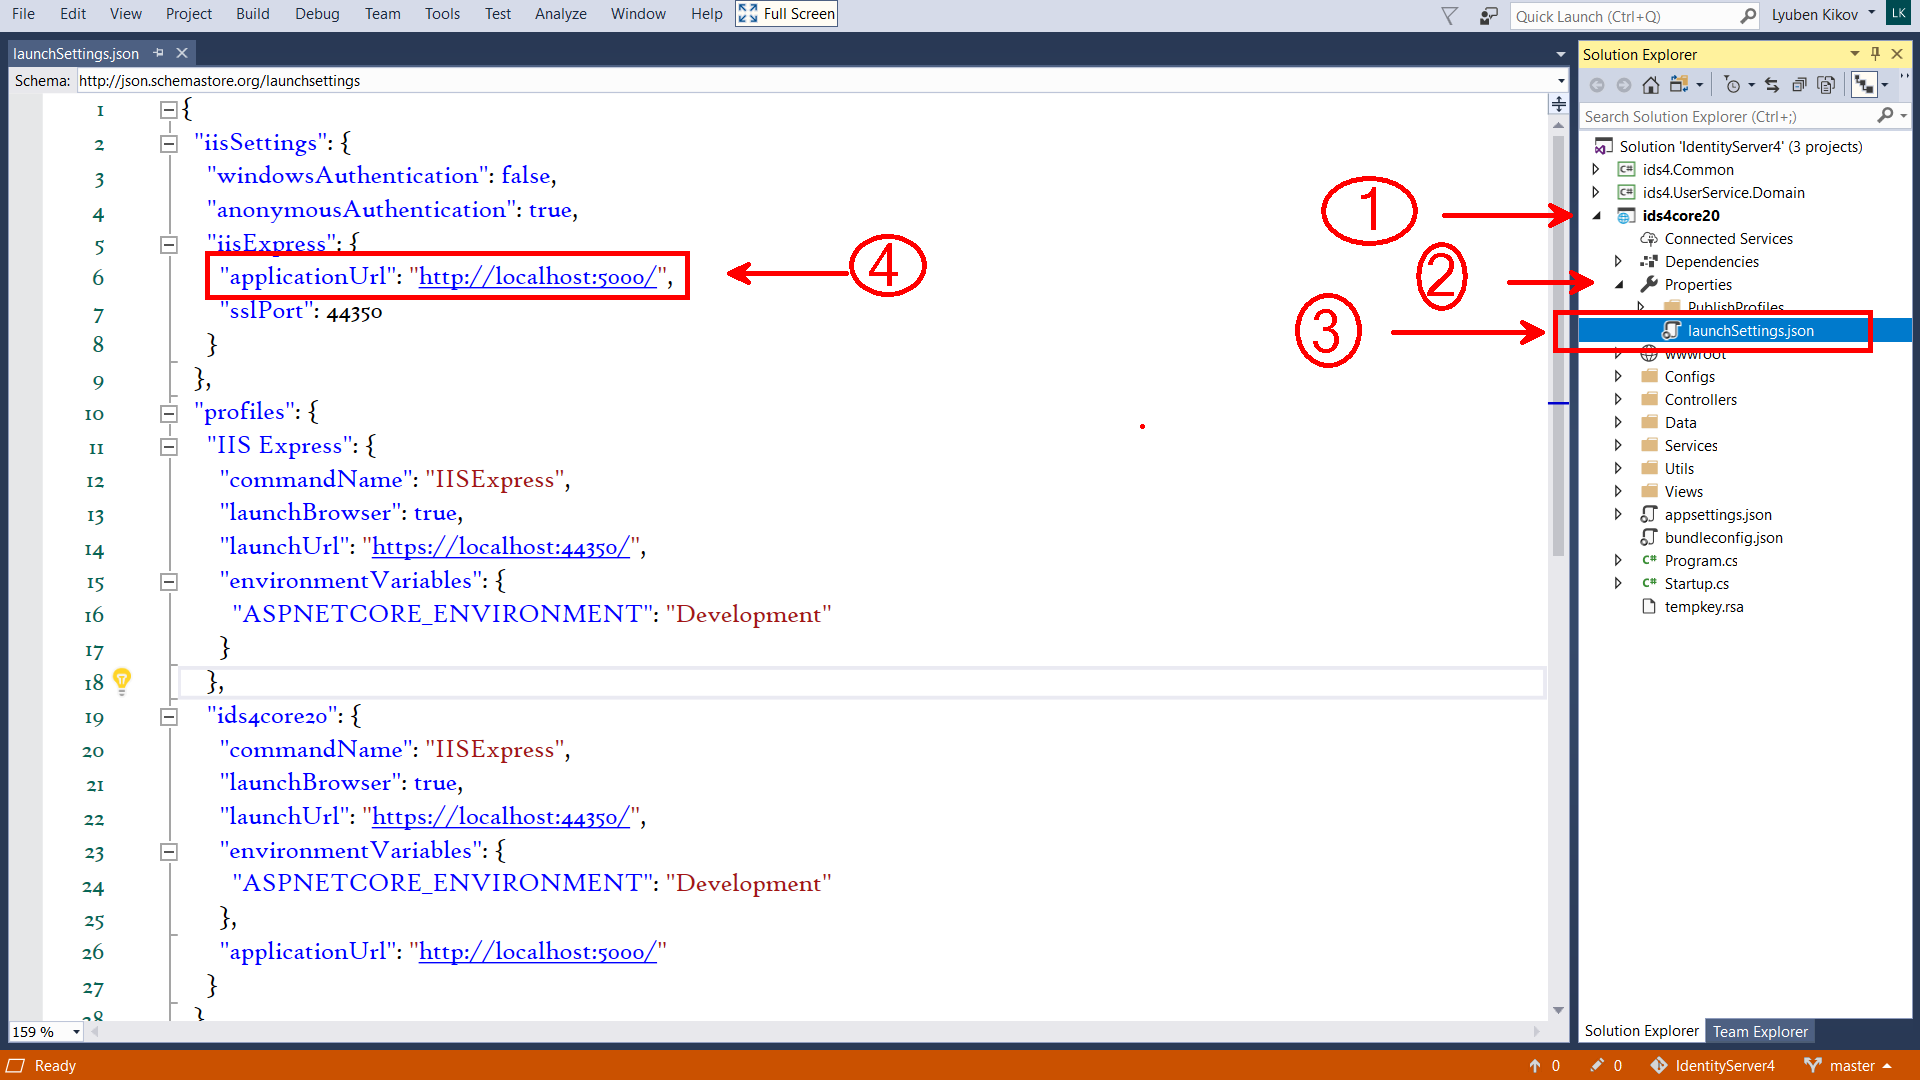 File Edit View Project Build Debug Team Tools Test Analyze Window Help Full Screen Quick Launch (Ctrl+Q) Lyuben Kikov LK
launchSettings.json
Schema: http://json.schemastore.org/launchsettings
1 {
2 "iisSettings": {
3 "windowsAuthentication": false,
4 "anonymousAuthentication": true,
5 "iisExpress": {
6 "applicationUrl": "http://localhost:5000/",
7 "sslPort": 44350
8 }
9 },
10 "profiles": {
11 "IIS Express": {
12 "commandName": "IISExpress",
13 "launchBrowser": true,
14 "launchUrl": "https://localhost:44350/",
15 "environmentVariables": {
16 "ASPNETCORE_ENVIRONMENT": "Development"
17 }
18 },
19 "ids4core20": {
20 "commandName": "IISExpress",
21 "launchBrowser": true,
22 "launchUrl": "https://localhost:44350/",
23 "environmentVariables": {
24 "ASPNETCORE_ENVIRONMENT": "Development"
25 },
26 "applicationUrl": "http://localhost:5000/"
27 }
28 }
159 %
1
2
3
4
Solution Explorer
Search Solution Explorer (Ctrl+;)
Solution 'IdentityServer4' (3 projects)
C# ids4.Common
C# ids4.UserService.Domain
ids4core20
Connected Services
Dependencies
Properties
PublishProfiles
launchSettings.json
wwwroot
Configs
Controllers
Data
Services
Utils
Views
appsettings.json
bundleconfig.json
C# Program.cs
C# Startup.cs
tempkey.rsa
Solution Explorer Team Explorer
Ready 0 0 IdentityServer4 master